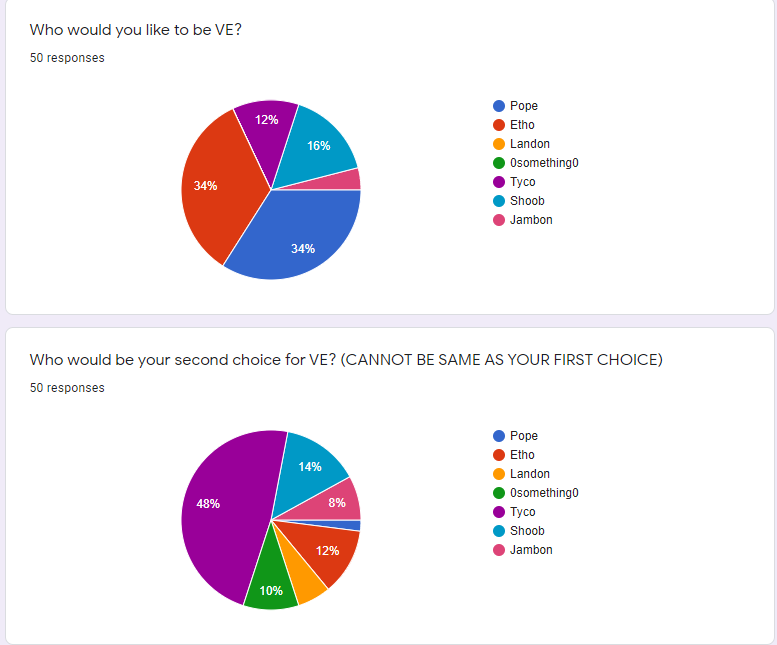 Who would you like to be VE?
50 responses
12%
16%
34%
34%
Pope
Etho
Landon
0something0
Tyco
Shoob
Jambon
Who would be your second choice for VE? (CANNOT BE SAME AS YOUR FIRST CHOICE)
50 responses
14%
48%
8%
12%
10%
Pope
Etho
Landon
0something0
Tyco
Shoob
Jambon